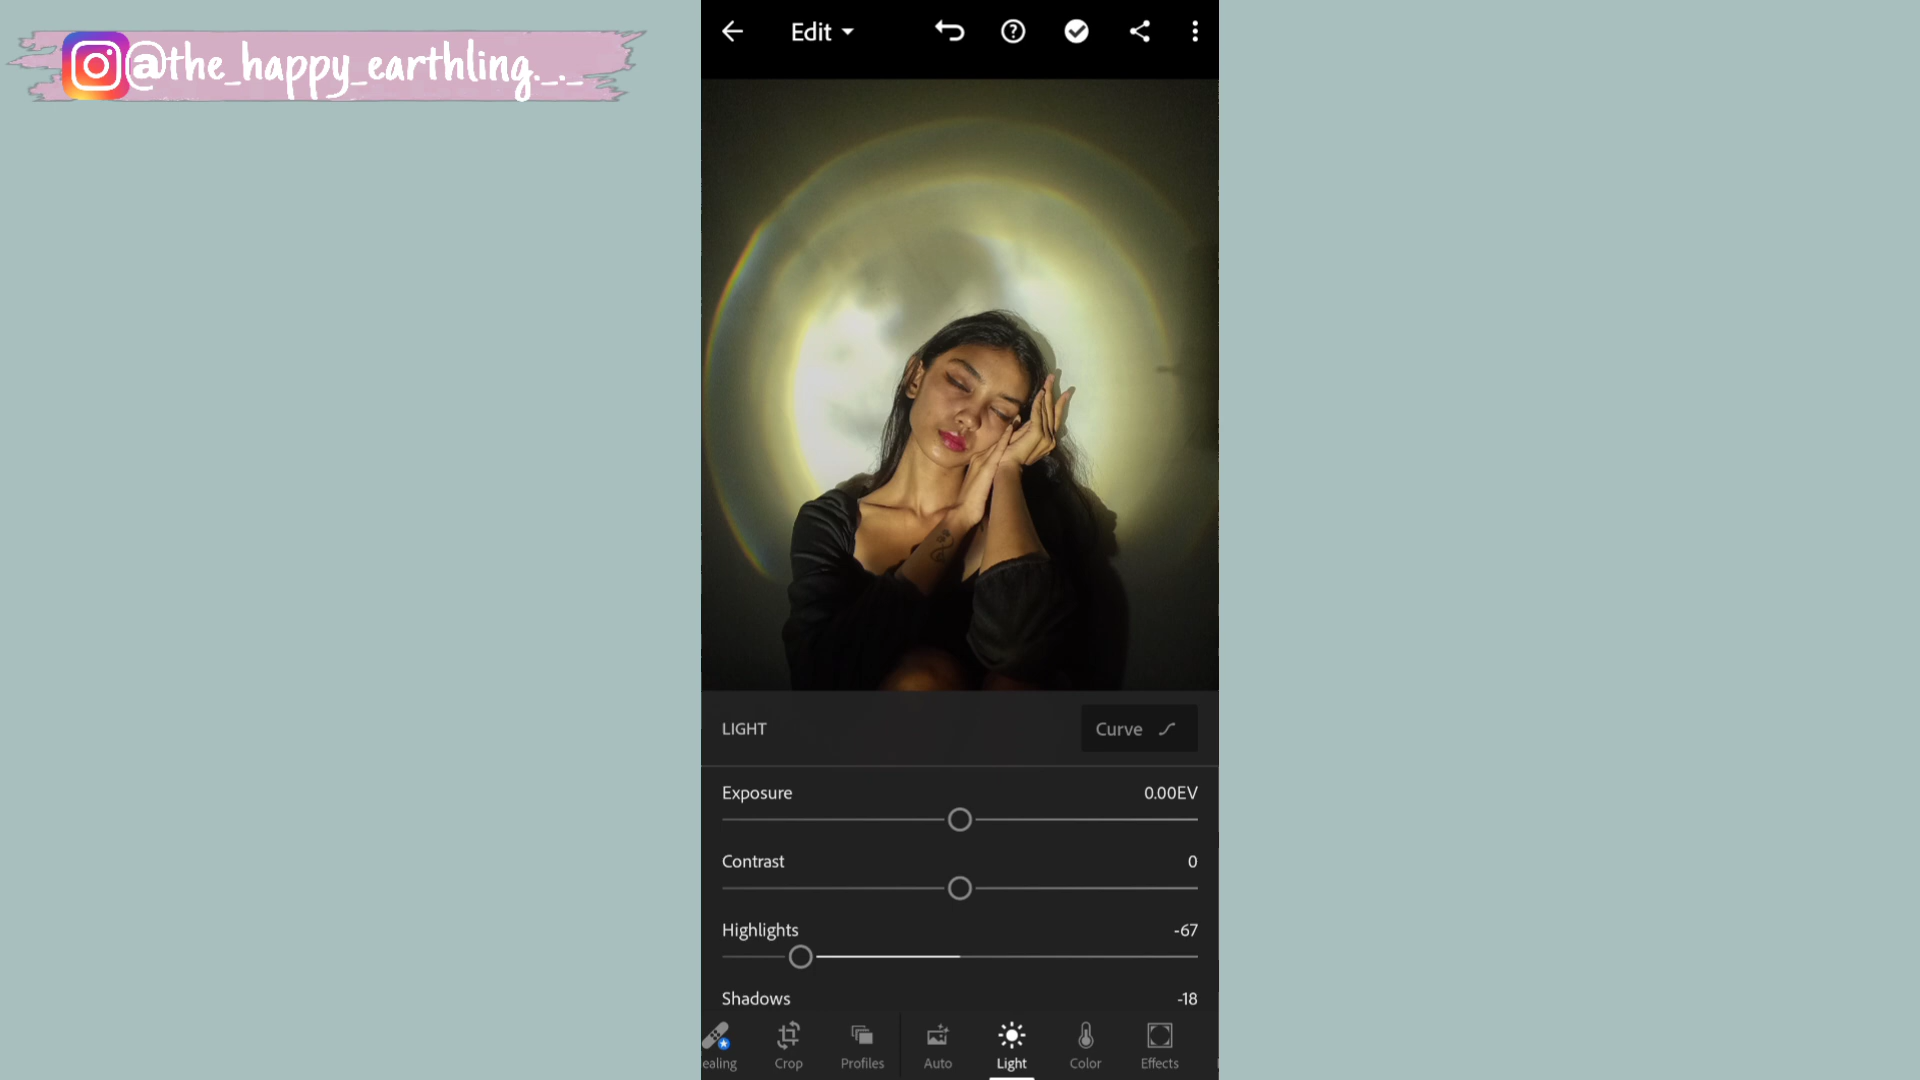 @the_happy_earthling._._
Edit
LIGHT
Curve
Exposure 0.00EV
Contrast 0
Highlights -67
Shadows -18
ealing Crop Profiles Auto Light Color Effects